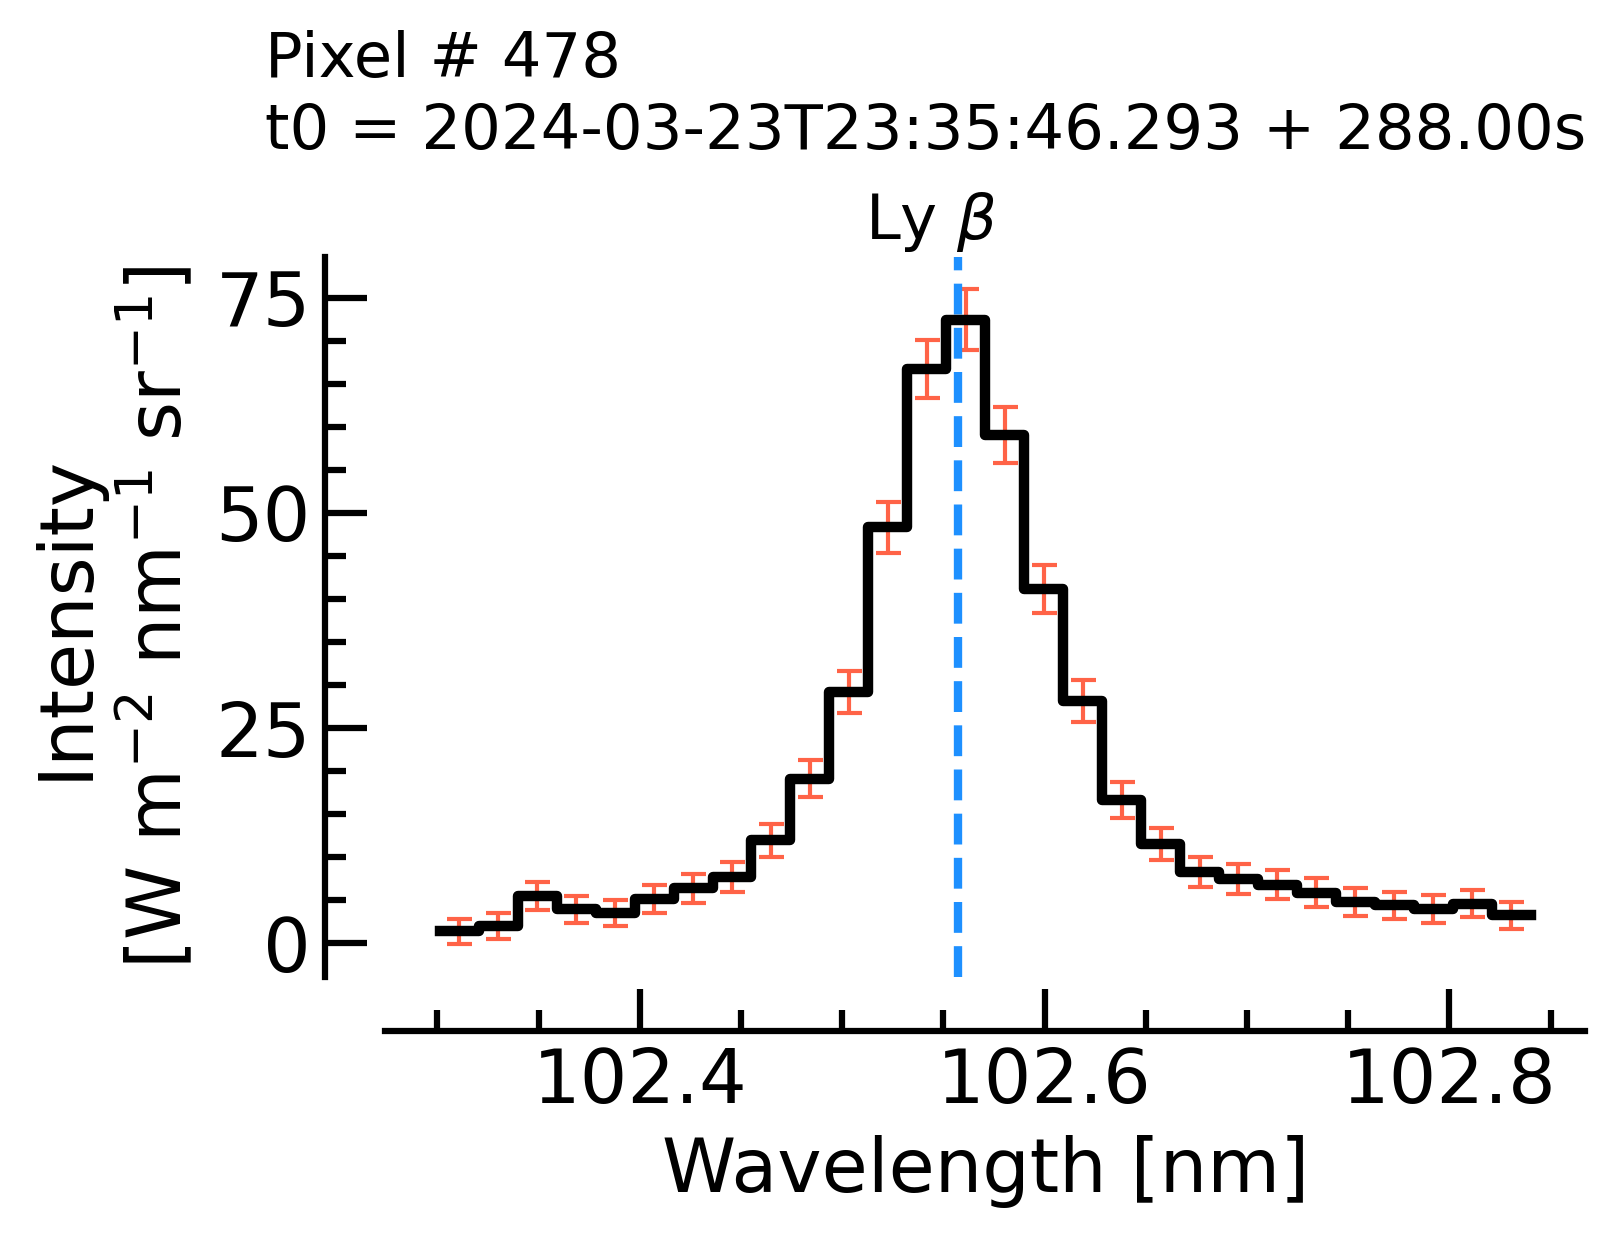 Pixel # 478
t0 = 2024-03-23T23:35:46.293 + 288.00s
Ly β
Intensity
[W m⁻² nm⁻¹ sr⁻¹]
75
50
25
0
102.4 102.6 102.8
Wavelength [nm]